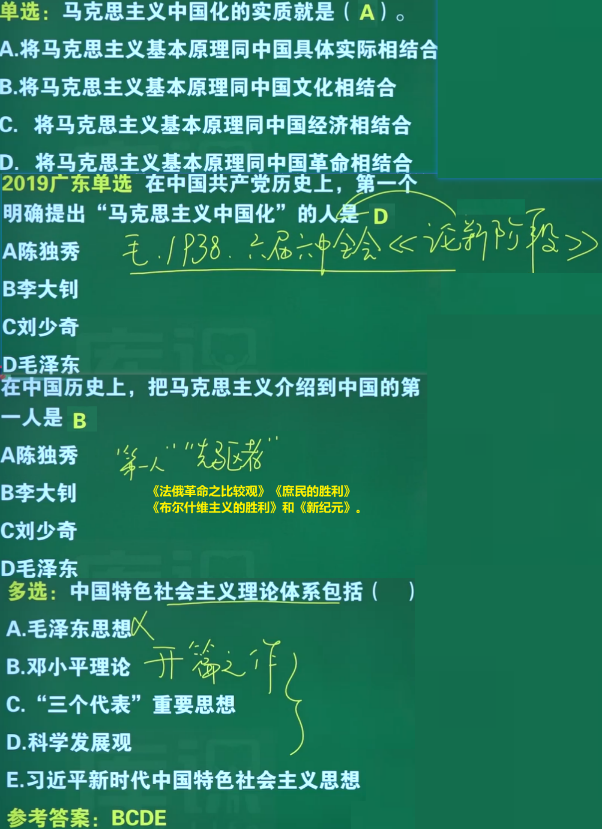 单选：马克思主义中国化的实质就是（ A ）。
A.将马克思主义基本原理同中国具体实际相结合
B.将马克思主义基本原理同中国文化相结合
C. 将马克思主义基本原理同中国经济相结合
D. 将马克思主义基本原理同中国革命相结合
2019广东单选 在中国共产党历史上，第一个
明确提出“马克思主义中国化”的人是 D
A陈独秀
毛.1938.六届六中全会《论新阶段》
B李大钊
C刘少奇
D毛泽东
在中国历史上，把马克思主义介绍到中国的第
一人是 B
A陈独秀
“第一人”“先驱者”
B李大钊
《法俄革命之比较观》《庶民的胜利》
《布尔什维主义的胜利》和《新纪元》。
C刘少奇
D毛泽东
多选：中国特色社会主义理论体系包括（ ）
A.毛泽东思想 X
B.邓小平理论 开篇之作
C.“三个代表”重要思想
D.科学发展观
E.习近平新时代中国特色社会主义思想
参考答案：BCDE